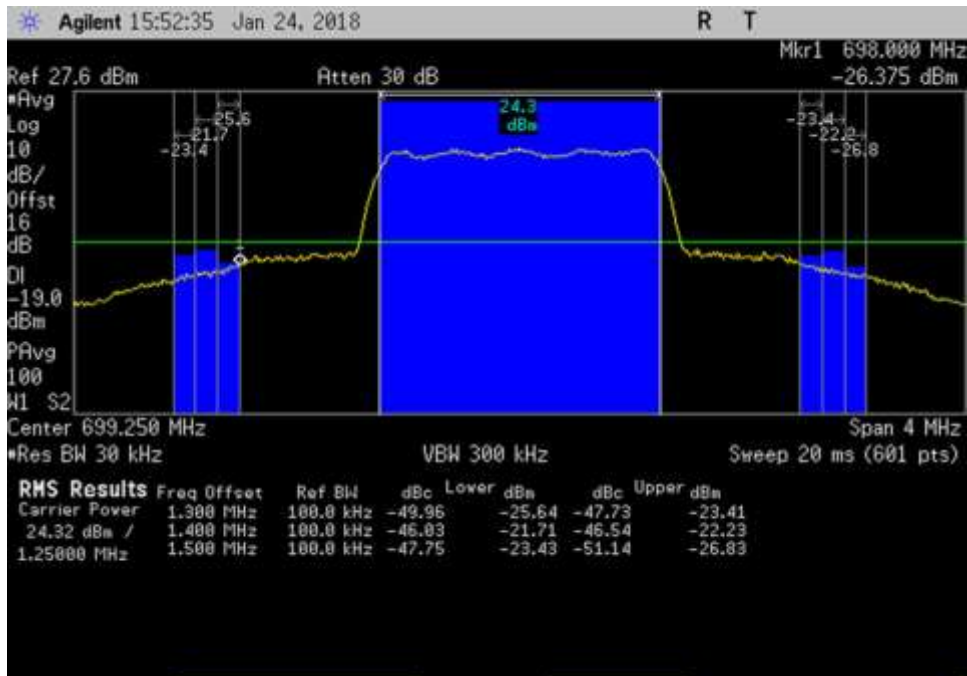 Agilent 15:52:35 Jan 24, 2018 R T
Mkr1 698.000 MHz
Ref 27.6 dBm Atten 30 dB -26.375 dBm
*Avg
Log
10
dB/
Offst
16
dB
DI
-19.0
dBm
PAvg
100
W1 S2
24.3
dBm
-25.6
-21.7
-23.4
-23.4
-22.2
-26.8
Center 699.250 MHz Span 4 MHz
*Res BW 30 kHz VBW 300 kHz Sweep 20 ms (601 pts)
RMS Results Freq Offset Ref BW dBc Lower dBm dBc Upper dBm
Carrier Power 1.300 MHz 100.0 kHz -49.96 -25.64 -47.73 -23.41
24.32 dBm / 1.400 MHz 100.0 kHz -46.03 -21.71 -46.54 -22.23
1.25000 MHz 1.500 MHz 100.0 kHz -47.75 -23.43 -51.14 -26.83